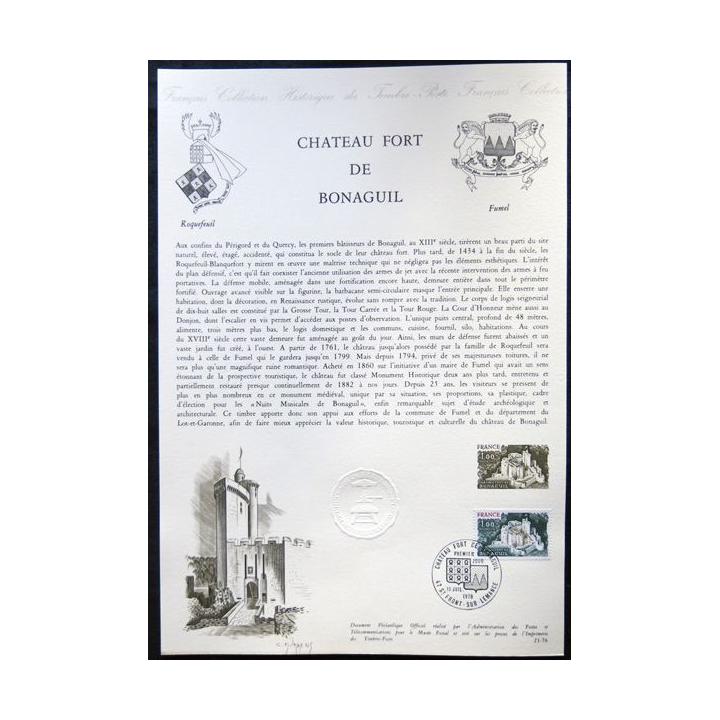 Français Collection Historique du Timbre-Poste Français Collection
CHATEAU FORT
DE
BONAGUIL
Roquefeuil
Fumel
Aux confins du Périgord et du Quercy, les premiers bâtisseurs de Bonaguil, au XIIIe siècle, tirèrent un beau parti du site
naturel, élevé, étagé, accidenté, qui constitua le socle de leur château fort. Plus tard, de 1434 à la fin du siècle, les
Roquefeuil-Blanquefort y mirent en œuvre une maîtrise technique qui ne négligea pas les éléments esthétiques. L'intérêt
du plan défensif, c'est qu'il fait coexister l'ancienne utilisation des armes de jet avec la récente intervention des armes à feu
portatives. La défense mobile, aménagée dans une fortification encore haute, demeure entière dans tout ce périmètre
fortifié. Ouvrage avancé visible sur la figurine, la barbacane semi-circulaire masque l'entrée principale. Elle enserre une
habitation, dont la décoration, en Renaissance rustique, évolue sans rompre avec la tradition. Le corps de logis seigneurial
de dix-huit salles est constitué par la Grosse Tour, la Tour Carrée et la Tour Rouge. La Cour d'Honneur mène aussi au
Donjon, dont l'escalier en vis permet d'accéder aux postes d'observation. L'unique puits central, profond de 48 mètres,
alimente, trois mètres plus bas, le logis domestique et les communs, cuisine, fournil, silo, habitations. Au cours
du XVIIIe siècle cette vaste demeure fut aménagée au goût du jour. Ainsi, les murs de défense furent abaissés et un
vaste jardin fut créé, à l'ouest. A partir de 1761, le château jusqu'alors possédé par la famille de Roquefeuil sera
vendu à celle de Fumel qui le gardera jusqu'en 1799. Mais depuis 1794, privé de ses majestueuses toitures, il ne
sera plus qu'une magnifique ruine romantique. Acheté en 1860 sur l'initiative d'un maire de Fumel qui avait un sens
étonnant de la prospective touristique, le château fut classé Monument Historique deux ans plus tard, entretenu et
partiellement restauré presque continuellement de 1882 à nos jours. Depuis 25 ans, les visiteurs se pressent de
plus en plus nombreux en ce monument médiéval, unique par sa situation, ses proportions, sa plastique, cadre
d'élection pour les « Nuits Musicales de Bonaguil », enfin remarquable sujet d'étude archéologique et
architecturale. Ce timbre apporte donc son appui aux efforts de la commune de Fumel et du département du
Lot-et-Garonne, afin de faire mieux apprécier la valeur historique, touristique et culturelle du château de Bonaguil.
FRANCE
1.00
BONAGUIL
FRANCE
1.00
BONAGUIL
CHATEAU FORT DE BONAGUIL
PREMIER JOUR
1976
47 ST FRONT-SUR-LEMANCE
Document Philatélique Officiel réalisé par l'Administration des Postes et
Télécommunications pour le Musée Postal et tiré sur les presses de l'Imprimerie
des Timbres-Poste
21-76